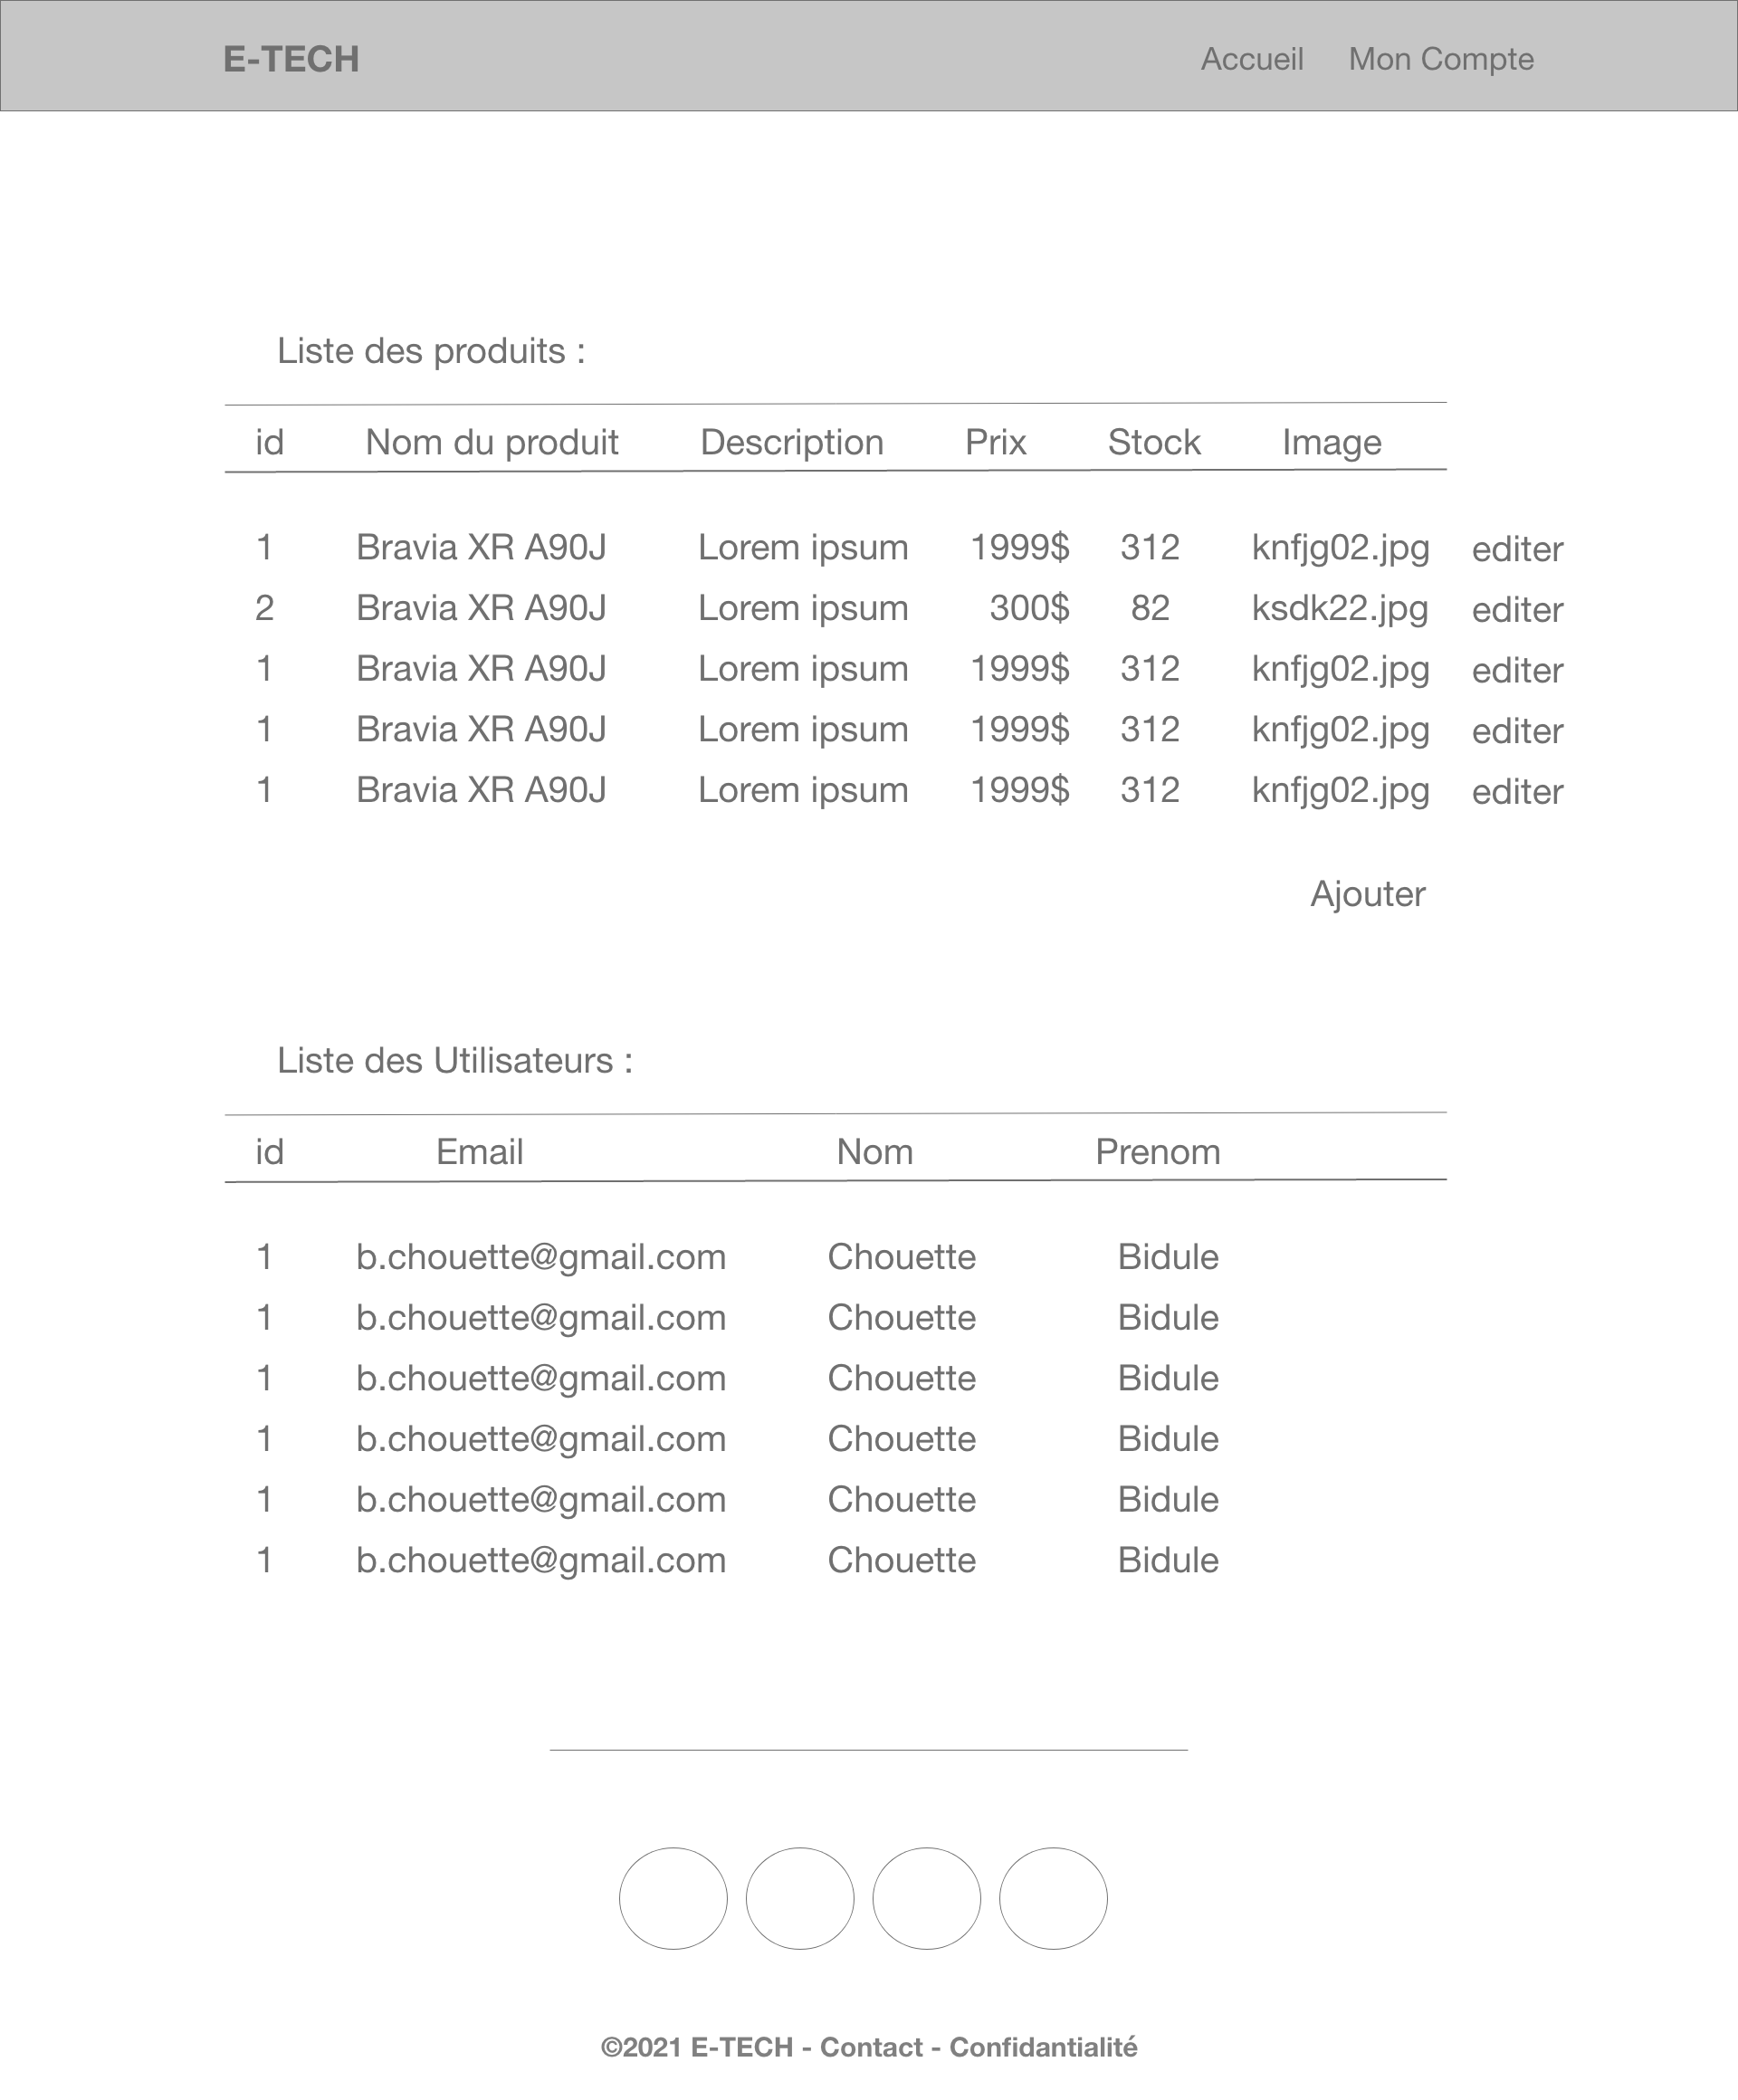 E-TECH Accueil Mon Compte
Liste des produits :
id Nom du produit Description Prix Stock Image
1 Bravia XR A90J Lorem ipsum 1999$ 312 knfjg02.jpg editer
2 Bravia XR A90J Lorem ipsum 300$ 82 ksdk22.jpg editer
1 Bravia XR A90J Lorem ipsum 1999$ 312 knfjg02.jpg editer
1 Bravia XR A90J Lorem ipsum 1999$ 312 knfjg02.jpg editer
1 Bravia XR A90J Lorem ipsum 1999$ 312 knfjg02.jpg editer
Ajouter
Liste des Utilisateurs :
id Email Nom Prenom
1 b.chouette@gmail.com Chouette Bidule
1 b.chouette@gmail.com Chouette Bidule
1 b.chouette@gmail.com Chouette Bidule
1 b.chouette@gmail.com Chouette Bidule
1 b.chouette@gmail.com Chouette Bidule
1 b.chouette@gmail.com Chouette Bidule
©2021 E-TECH - Contact - Confidantialité